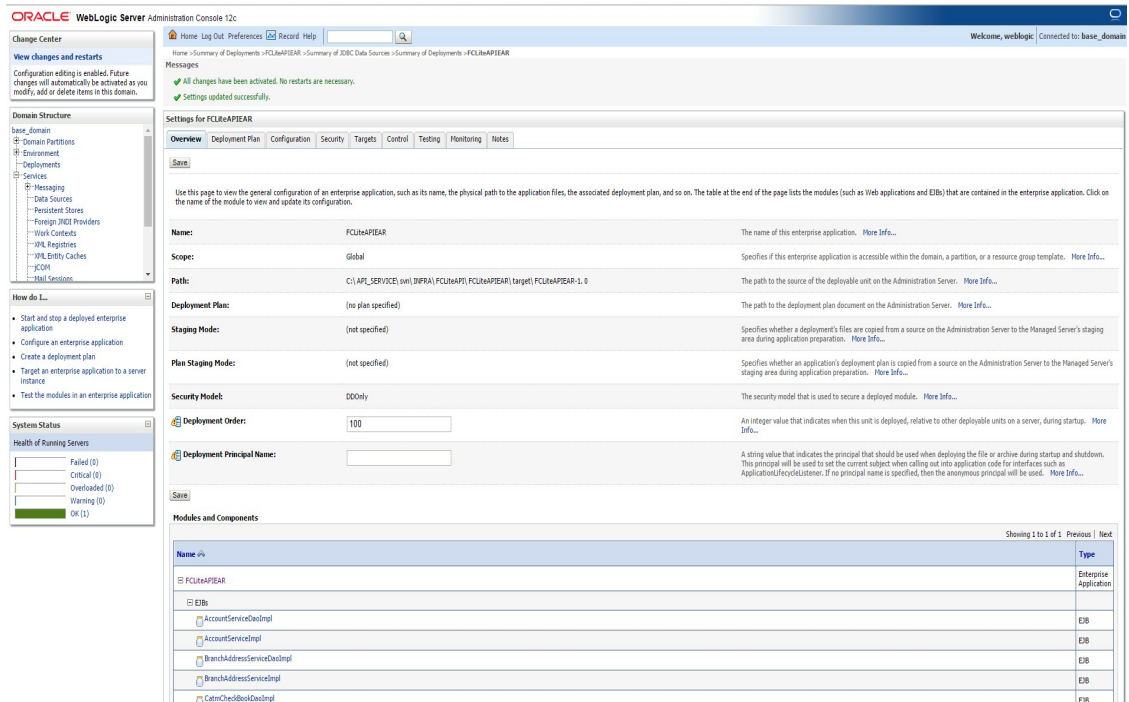 ORACLE WebLogic Server Administration Console 12c
Change Center
View changes and restarts
Configuration editing is enabled. Future
changes will automatically be activated as you
modify, add or delete items in this domain.
Domain Structure
base_domain
Domain Partitions
Environment
Deployments
Services
Messaging
Data Sources
Persistent Stores
Foreign JNDI Providers
Work Contexts
XML Registries
XML Entity Caches
jCOM
Mail Sessions
How do I...
Start and stop a deployed enterprise
application
Configure an enterprise application
Create a deployment plan
Target an enterprise application to a server
instance
Test the modules in an enterprise application
System Status
Health of Running Servers
Failed (0)
Critical (0)
Overloaded (0)
Warning (0)
OK (1)
Home Log Out Preferences Record Help
Welcome, weblogic Connected to: base_domain
Home >Summary of Deployments >FCLiteAPIEAR >Summary of JDBC Data Sources >Summary of Deployments >FCLiteAPIEAR
Messages
All changes have been activated. No restarts are necessary.
Settings updated successfully.
Settings for FCLiteAPIEAR
Overview Deployment Plan Configuration Security Targets Control Testing Monitoring Notes
Save
Use this page to view the general configuration of an enterprise application, such as its name, the physical path to the application files, the associated deployment plan, and so on. The table at the end of the page lists the modules (such as Web applications and EJBs) that are contained in the enterprise application. Click on
the name of the module to view and update its configuration.
Name: FCLiteAPIEAR The name of this enterprise application. More Info...
Scope: Global Specifies if this enterprise application is accessible within the domain, a partition, or a resource group template. More Info...
Path: C:\ API_SERVICE\ svn\ INFRA\ FCLiteAPI\ FCLiteAPIEAR\ target\ FCLiteAPIEAR-1. 0 The path to the source of the deployable unit on the Administration Server. More Info...
Deployment Plan: (no plan specified) The path to the deployment plan document on the Administration Server. More Info...
Staging Mode: (not specified) Specifies whether a deployment's files are copied from a source on the Administration Server to the Managed Server's staging
area during application preparation. More Info...
Plan Staging Mode: (not specified) Specifies whether an application's deployment plan is copied from a source on the Administration Server to the Managed Server's
staging area during application preparation. More Info...
Security Model: DDOnly The security model that is used to secure a deployed module. More Info...
Deployment Order: 100 An integer value that indicates when this unit is deployed, relative to other deployable units on a server, during startup. More
Info...
Deployment Principal Name: A string value that indicates the principal that should be used when deploying the file or archive during startup and shutdown.
This principal will be used to set the current subject when calling out into application code for interfaces such as
ApplicationLifecycleListener. If no principal name is specified, then the anonymous principal will be used. More Info...
Save
Modules and Components
Showing 1 to 1 of 1 Previous | Next
Name Type
FCLiteAPIEAR Enterprise
Application
EJBs
AccountServiceDaoImpl EJB
AccountServiceImpl EJB
BranchAddressServiceDaoImpl EJB
BranchAddressServiceImpl EJB
CatmCheckBookDaoImpl EJB